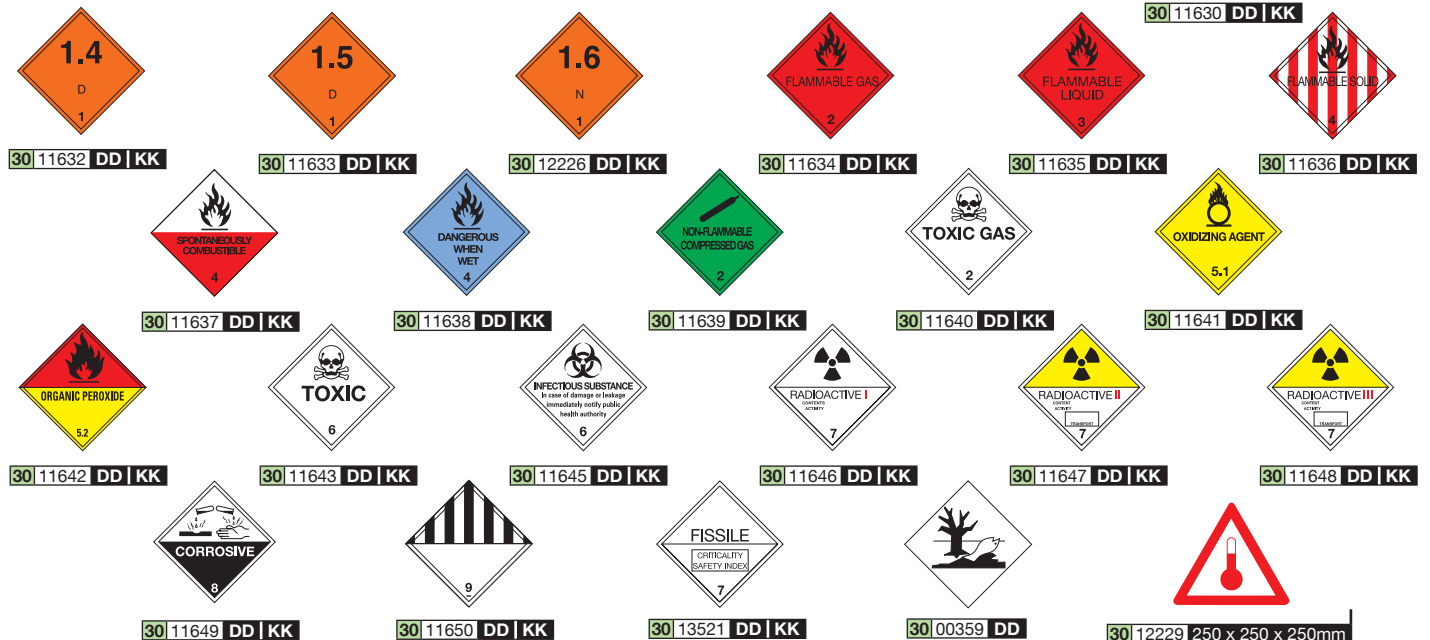 30 11630 DD | KK
1.4
D
1
30 11632 DD | KK
1.5
D
1
30 11633 DD | KK
1.6
N
1
30 12226 DD | KK
FLAMMABLE GAS
2
30 11634 DD | KK
FLAMMABLE
LIQUID
3
30 11635 DD | KK
FLAMMABLE SOLID
4
30 11636 DD | KK
SPONTANEOUSLY
COMBUSTIBLE
4
30 11637 DD | KK
DANGEROUS
WHEN
WET
4
30 11638 DD | KK
NON-FLAMMABLE
COMPRESSED GAS
2
30 11639 DD | KK
TOXIC GAS
2
30 11640 DD | KK
OXIDIZING AGENT
5.1
30 11641 DD | KK
ORGANIC PEROXIDE
5.2
30 11642 DD | KK
TOXIC
6
30 11643 DD | KK
INFECTIOUS SUBSTANCE
In case of damage or leakage
immediately notify public
health authority
6
30 11645 DD | KK
RADIOACTIVE I
CONTENTS
ACTIVITY
7
30 11646 DD | KK
RADIOACTIVE II
CONTENT
ACTIVITY
TRANSPORT
7
30 11647 DD | KK
RADIOACTIVE III
CONTENT
ACTIVITY
TRANSPORT
7
30 11648 DD | KK
CORROSIVE
8
30 11649 DD | KK
9
30 11650 DD | KK
FISSILE
CRITICALITY
SAFETY INDEX
7
30 13521 DD | KK
30 00359 DD
30 12229 250 x 250 x 250mm